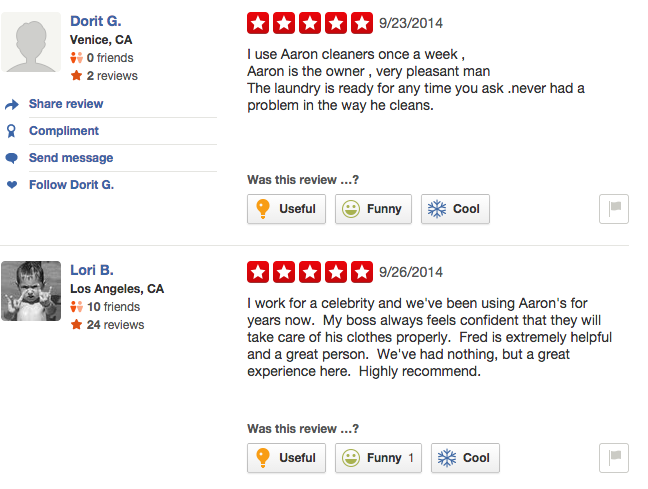 Dorit G.
Venice, CA
0 friends
2 reviews
Share review
Compliment
Send message
Follow Dorit G.
9/23/2014
I use Aaron cleaners once a week ,
Aaron is the owner , very pleasant man
The laundry is ready for any time you ask .never had a
problem in the way he cleans.
Was this review ...?
Useful
Funny
Cool
Lori B.
Los Angeles, CA
10 friends
24 reviews
9/26/2014
I work for a celebrity and we've been using Aaron's for
years now.  My boss always feels confident that they will
take care of his clothes properly.  Fred is extremely helpful
and a great person.  We've had nothing, but a great
experience here.  Highly recommend.
Was this review ...?
Useful
Funny 1
Cool